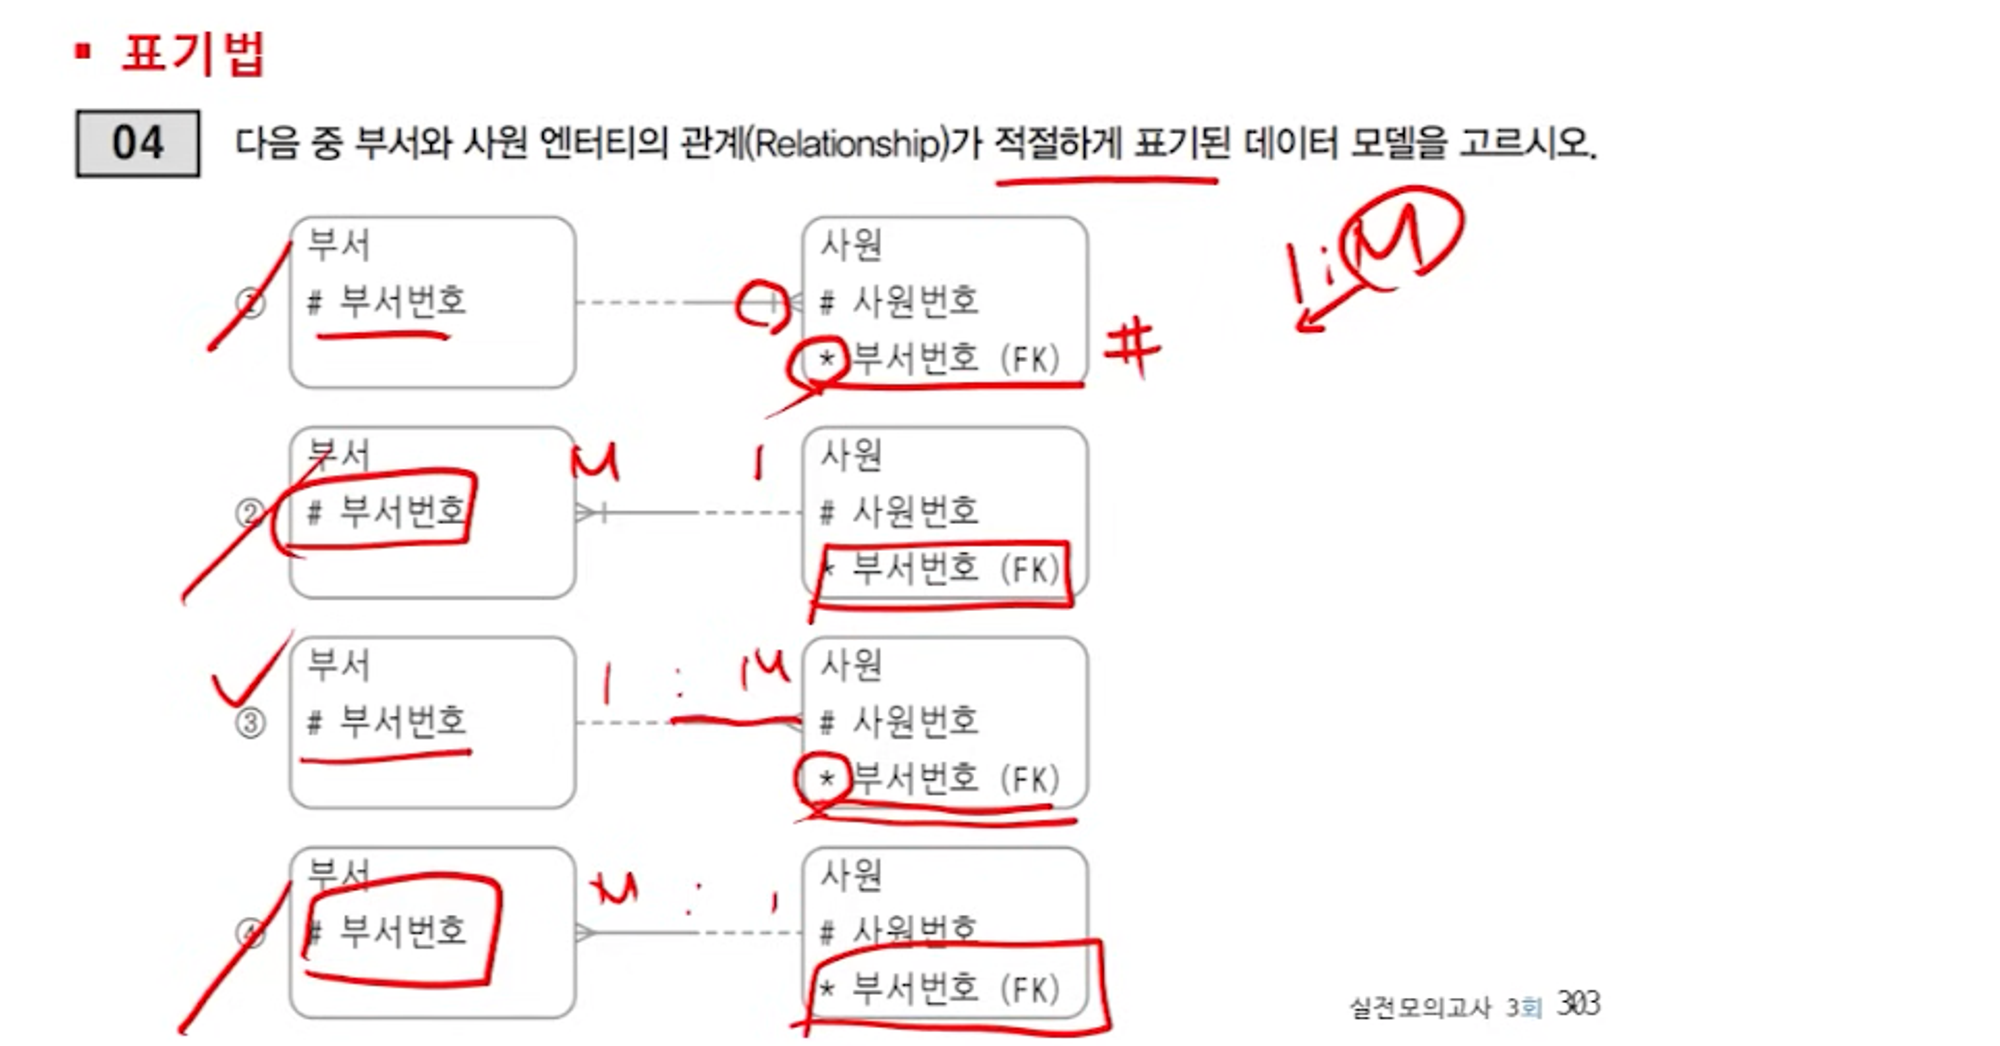 ▪ 표기법
04 다음 중 부서와 사원 엔터티의 관계(Relationship)가 적절하게 표기된 데이터 모델을 고르시오.
1:M
① 부서
# 부서번호
사원
# 사원번호
* 부서번호 (FK) #
② 부서
# 부서번호
M 1
사원
# 사원번호
* 부서번호 (FK)
③ 부서
# 부서번호
1 : M
사원
# 사원번호
* 부서번호 (FK)
④ 부서
# 부서번호
M : 1
사원
# 사원번호
* 부서번호 (FK)
실전모의고사 3회 303